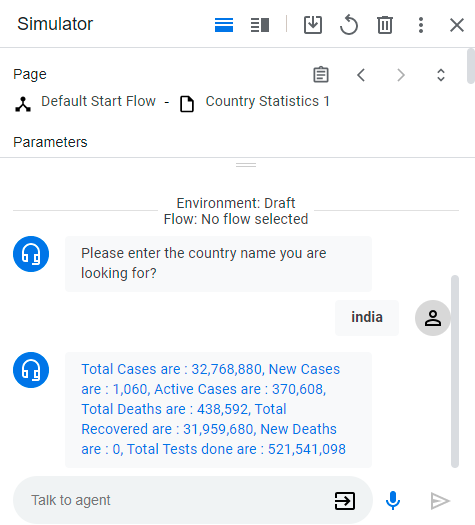 Simulator
Page
Default Start Flow - Country Statistics 1
Parameters
Environment: Draft
Flow: No flow selected
Please enter the country name you are
looking for?
india
Total Cases are : 32,768,880, New Cases
are : 1,060, Active Cases are : 370,608,
Total Deaths are : 438,592, Total
Recovered are : 31,959,680, New Deaths
are : 0, Total Tests done are : 521,541,098
Talk to agent